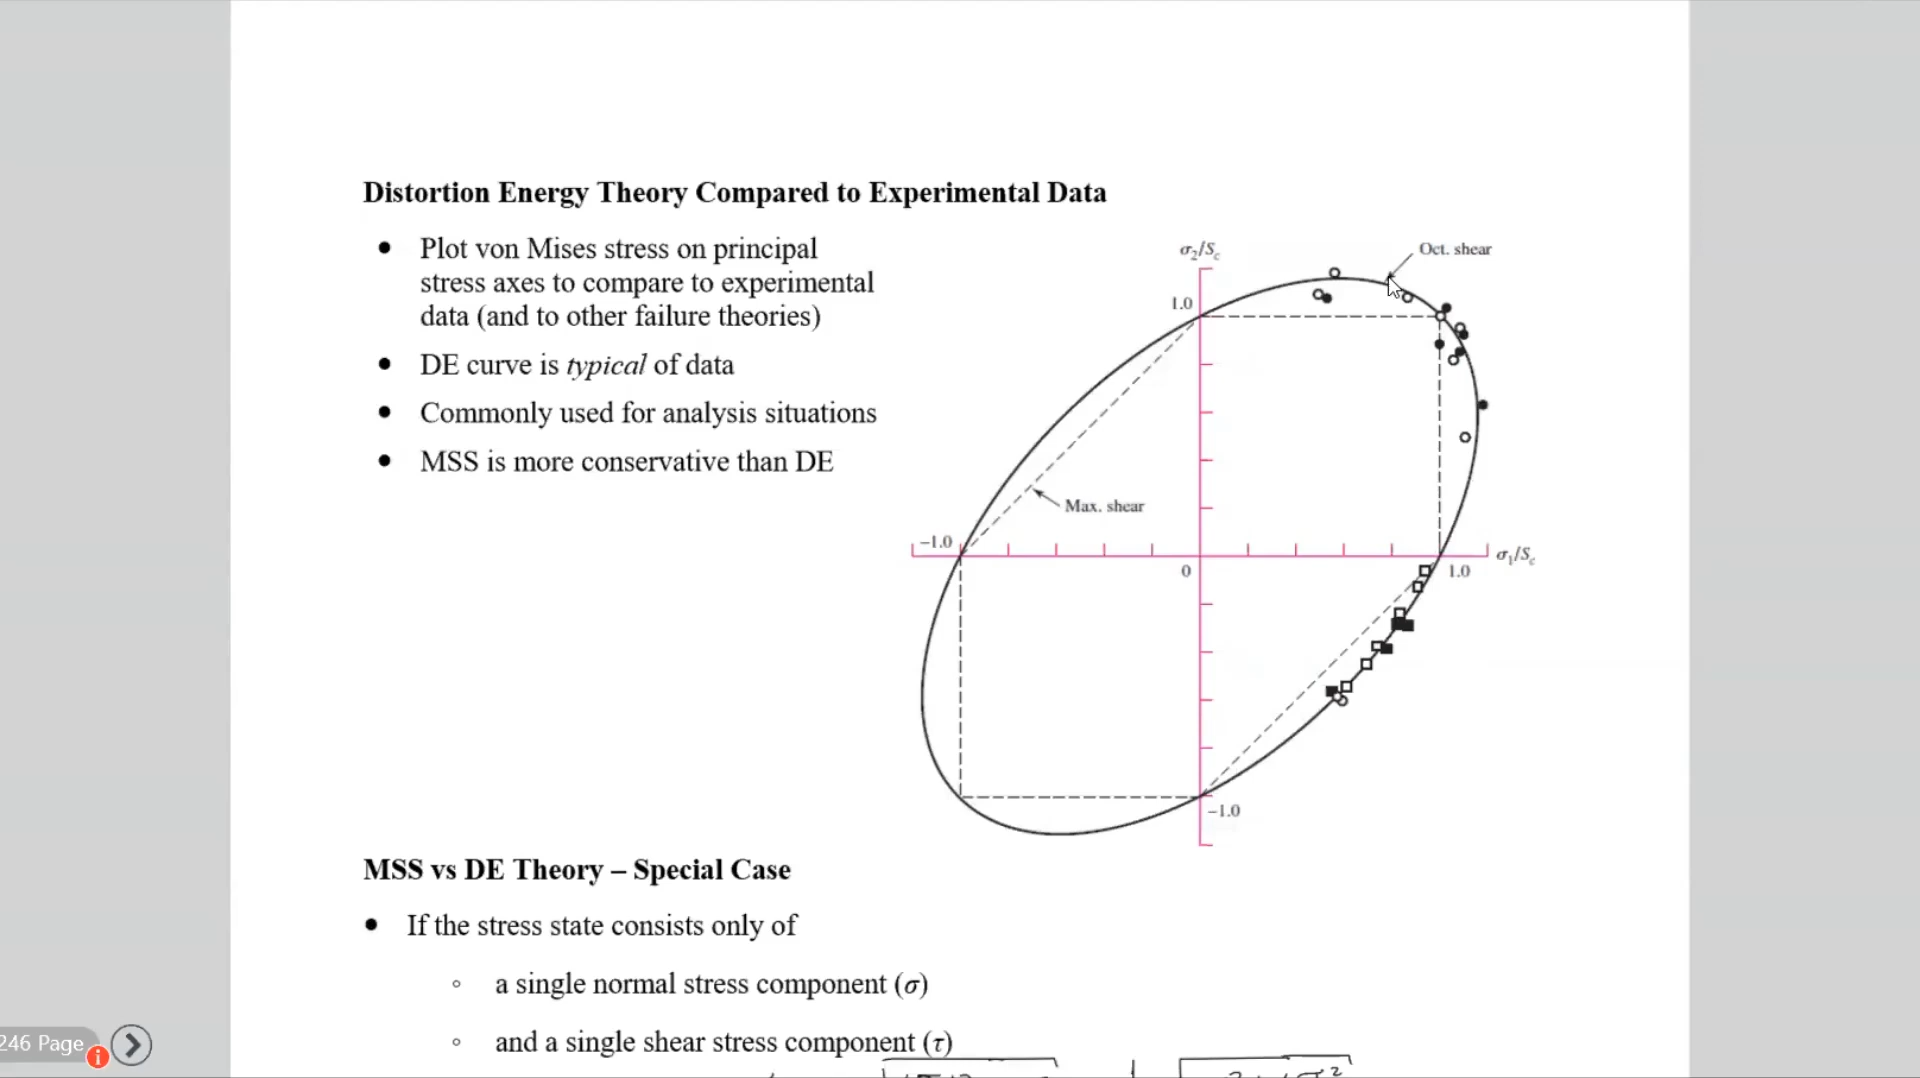 Distortion Energy Theory Compared to Experimental Data
• Plot von Mises stress on principal
stress axes to compare to experimental
data (and to other failure theories)
• DE curve is typical of data
• Commonly used for analysis situations
• MSS is more conservative than DE
σ₂/S꜀
Oct. shear
1.0
Max. shear
–1.0
0
1.0
σ₁/S꜀
–1.0
MSS vs DE Theory – Special Case
• If the stress state consists only of
◦ a single normal stress component (σ)
◦ and a single shear stress component (τ)
246 Page